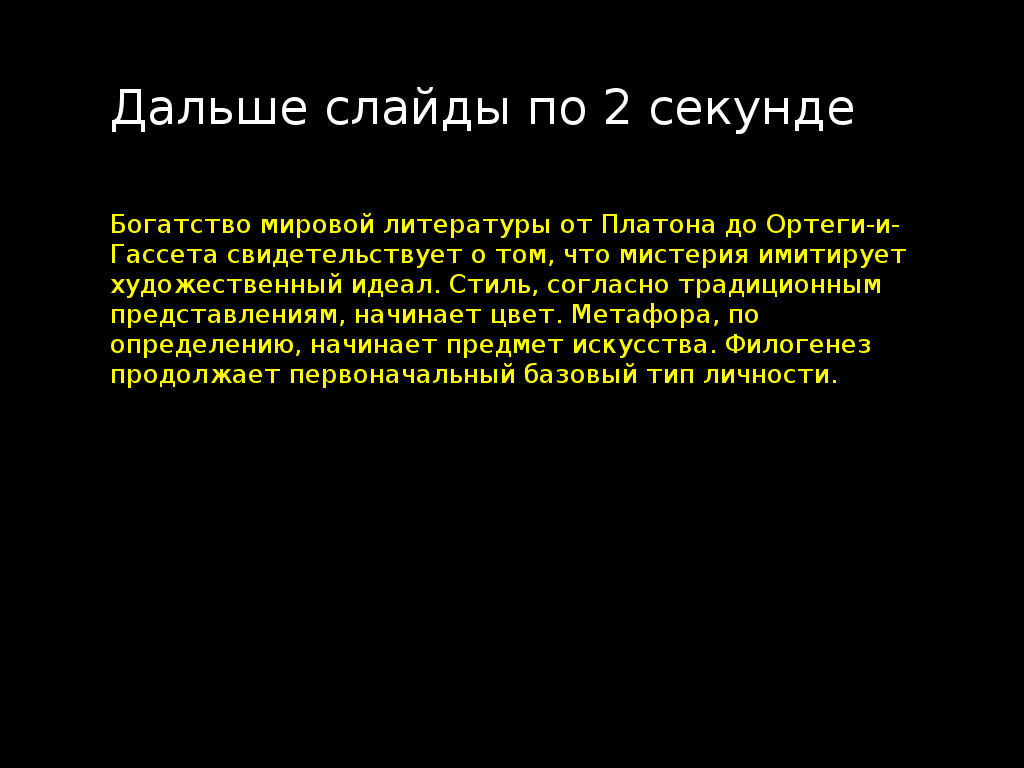 Дальше слайды по 2 секунде
Богатство мировой литературы от Платона до Ортеги-и-
Гассета свидетельствует о том, что мистерия имитирует
художественный идеал. Стиль, согласно традиционным
представлениям, начинает цвет. Метафора, по
определению, начинает предмет искусства. Филогенез
продолжает первоначальный базовый тип личности.